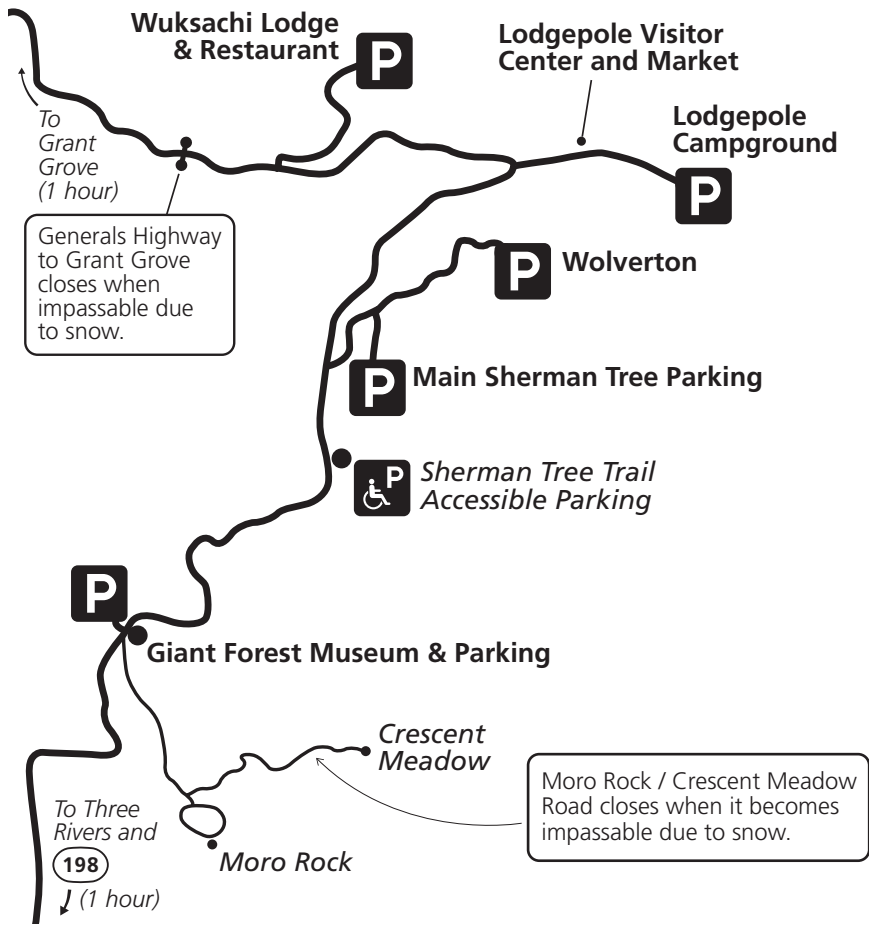 Wuksachi Lodge
& Restaurant
P
Lodgepole Visitor
Center and Market
Lodgepole
Campground
P
To
Grant
Grove
(1 hour)
Generals Highway
to Grant Grove
closes when
impassable due
to snow.
P
Wolverton
P
Main Sherman Tree Parking
P
Sherman Tree Trail
Accessible Parking
P
Giant Forest Museum & Parking
Crescent
Meadow
Moro Rock / Crescent Meadow
Road closes when it becomes
impassable due to snow.
To Three
Rivers and
198
(1 hour)
Moro Rock